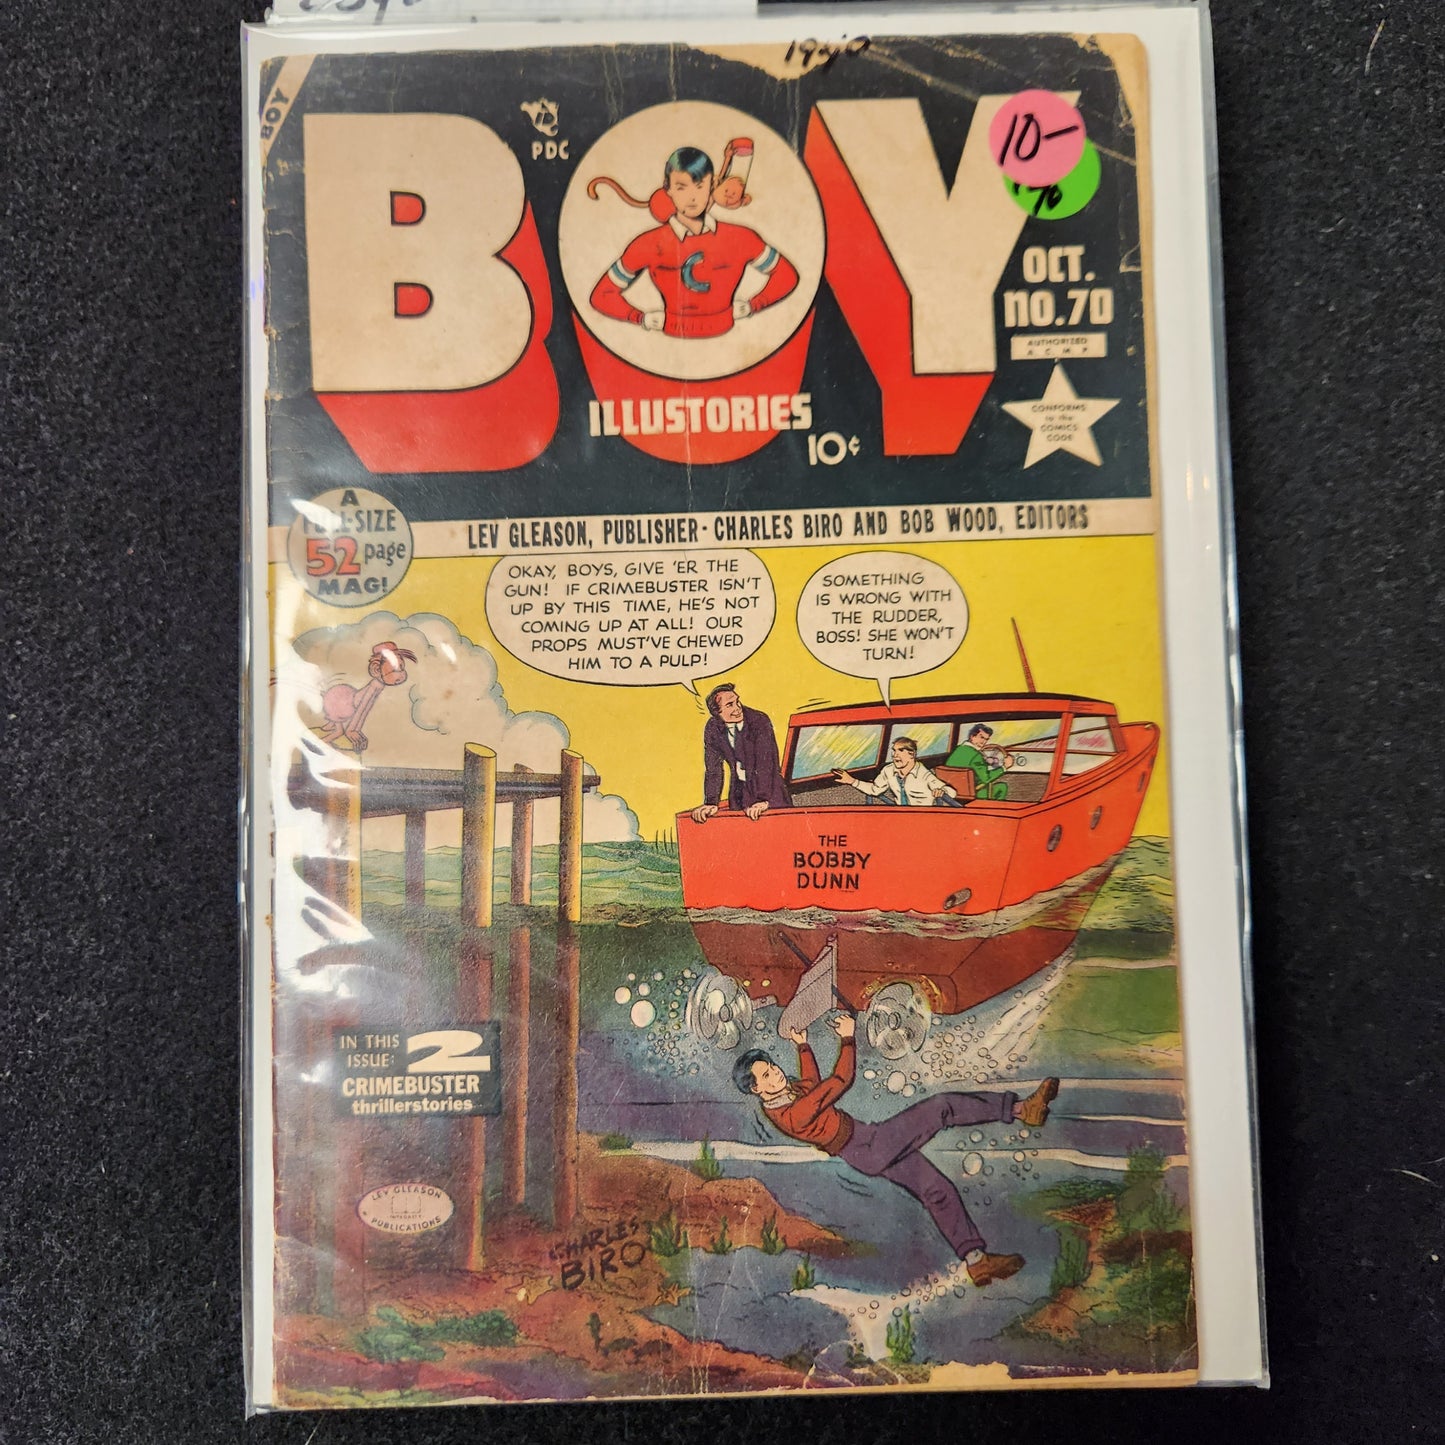 BOY
BOY
PDC
C
10-
'70
OCT.
NO.70
AUTHORIZED
A. C. M. P
CONFORMS
to the
COMICS
CODE
ILLUSTORIES
10¢
A
FULL-SIZE
52 page
MAG!
LEV GLEASON, PUBLISHER · CHARLES BIRO AND BOB WOOD, EDITORS
OKAY, BOYS, GIVE 'ER THE
GUN! IF CRIMEBUSTER ISN'T
UP BY THIS TIME, HE'S NOT
COMING UP AT ALL! OUR
PROPS MUST'VE CHEWED
HIM TO A PULP!
SOMETHING
IS WRONG WITH
THE RUDDER,
BOSS! SHE WON'T
TURN!
THE
BOBBY
DUNN
IN THIS
ISSUE: 2
CRIMEBUSTER
thrillerstories
LEV GLEASON
INTEGRITY
PUBLICATIONS
CHARLES
BIRO